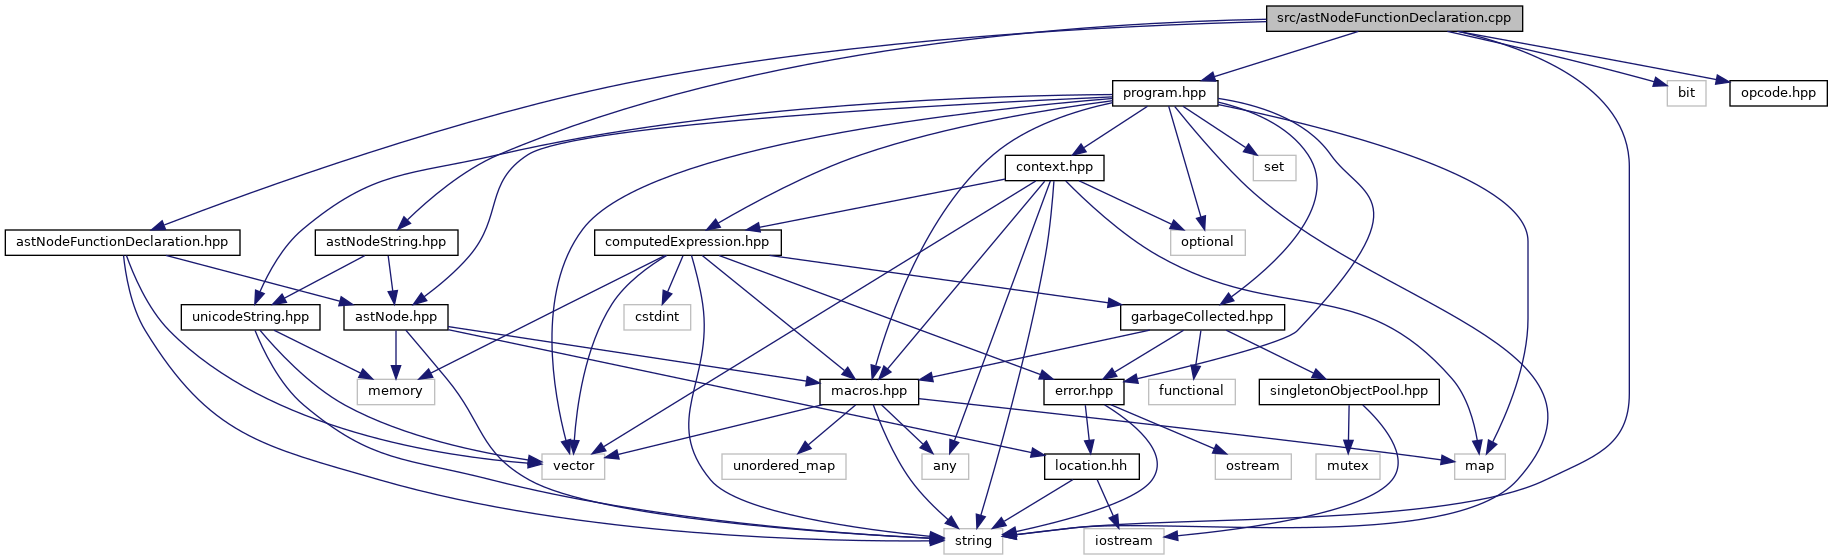 src/astNodeFunctionDeclaration.cpp
program.hpp
bit
opcode.hpp
context.hpp
set
astNodeFunctionDeclaration.hpp
astNodeString.hpp
computedExpression.hpp
optional
unicodeString.hpp
astNode.hpp
cstdint
garbageCollected.hpp
memory
macros.hpp
error.hpp
functional
singletonObjectPool.hpp
vector
unordered_map
any
location.hh
ostream
mutex
map
string
iostream